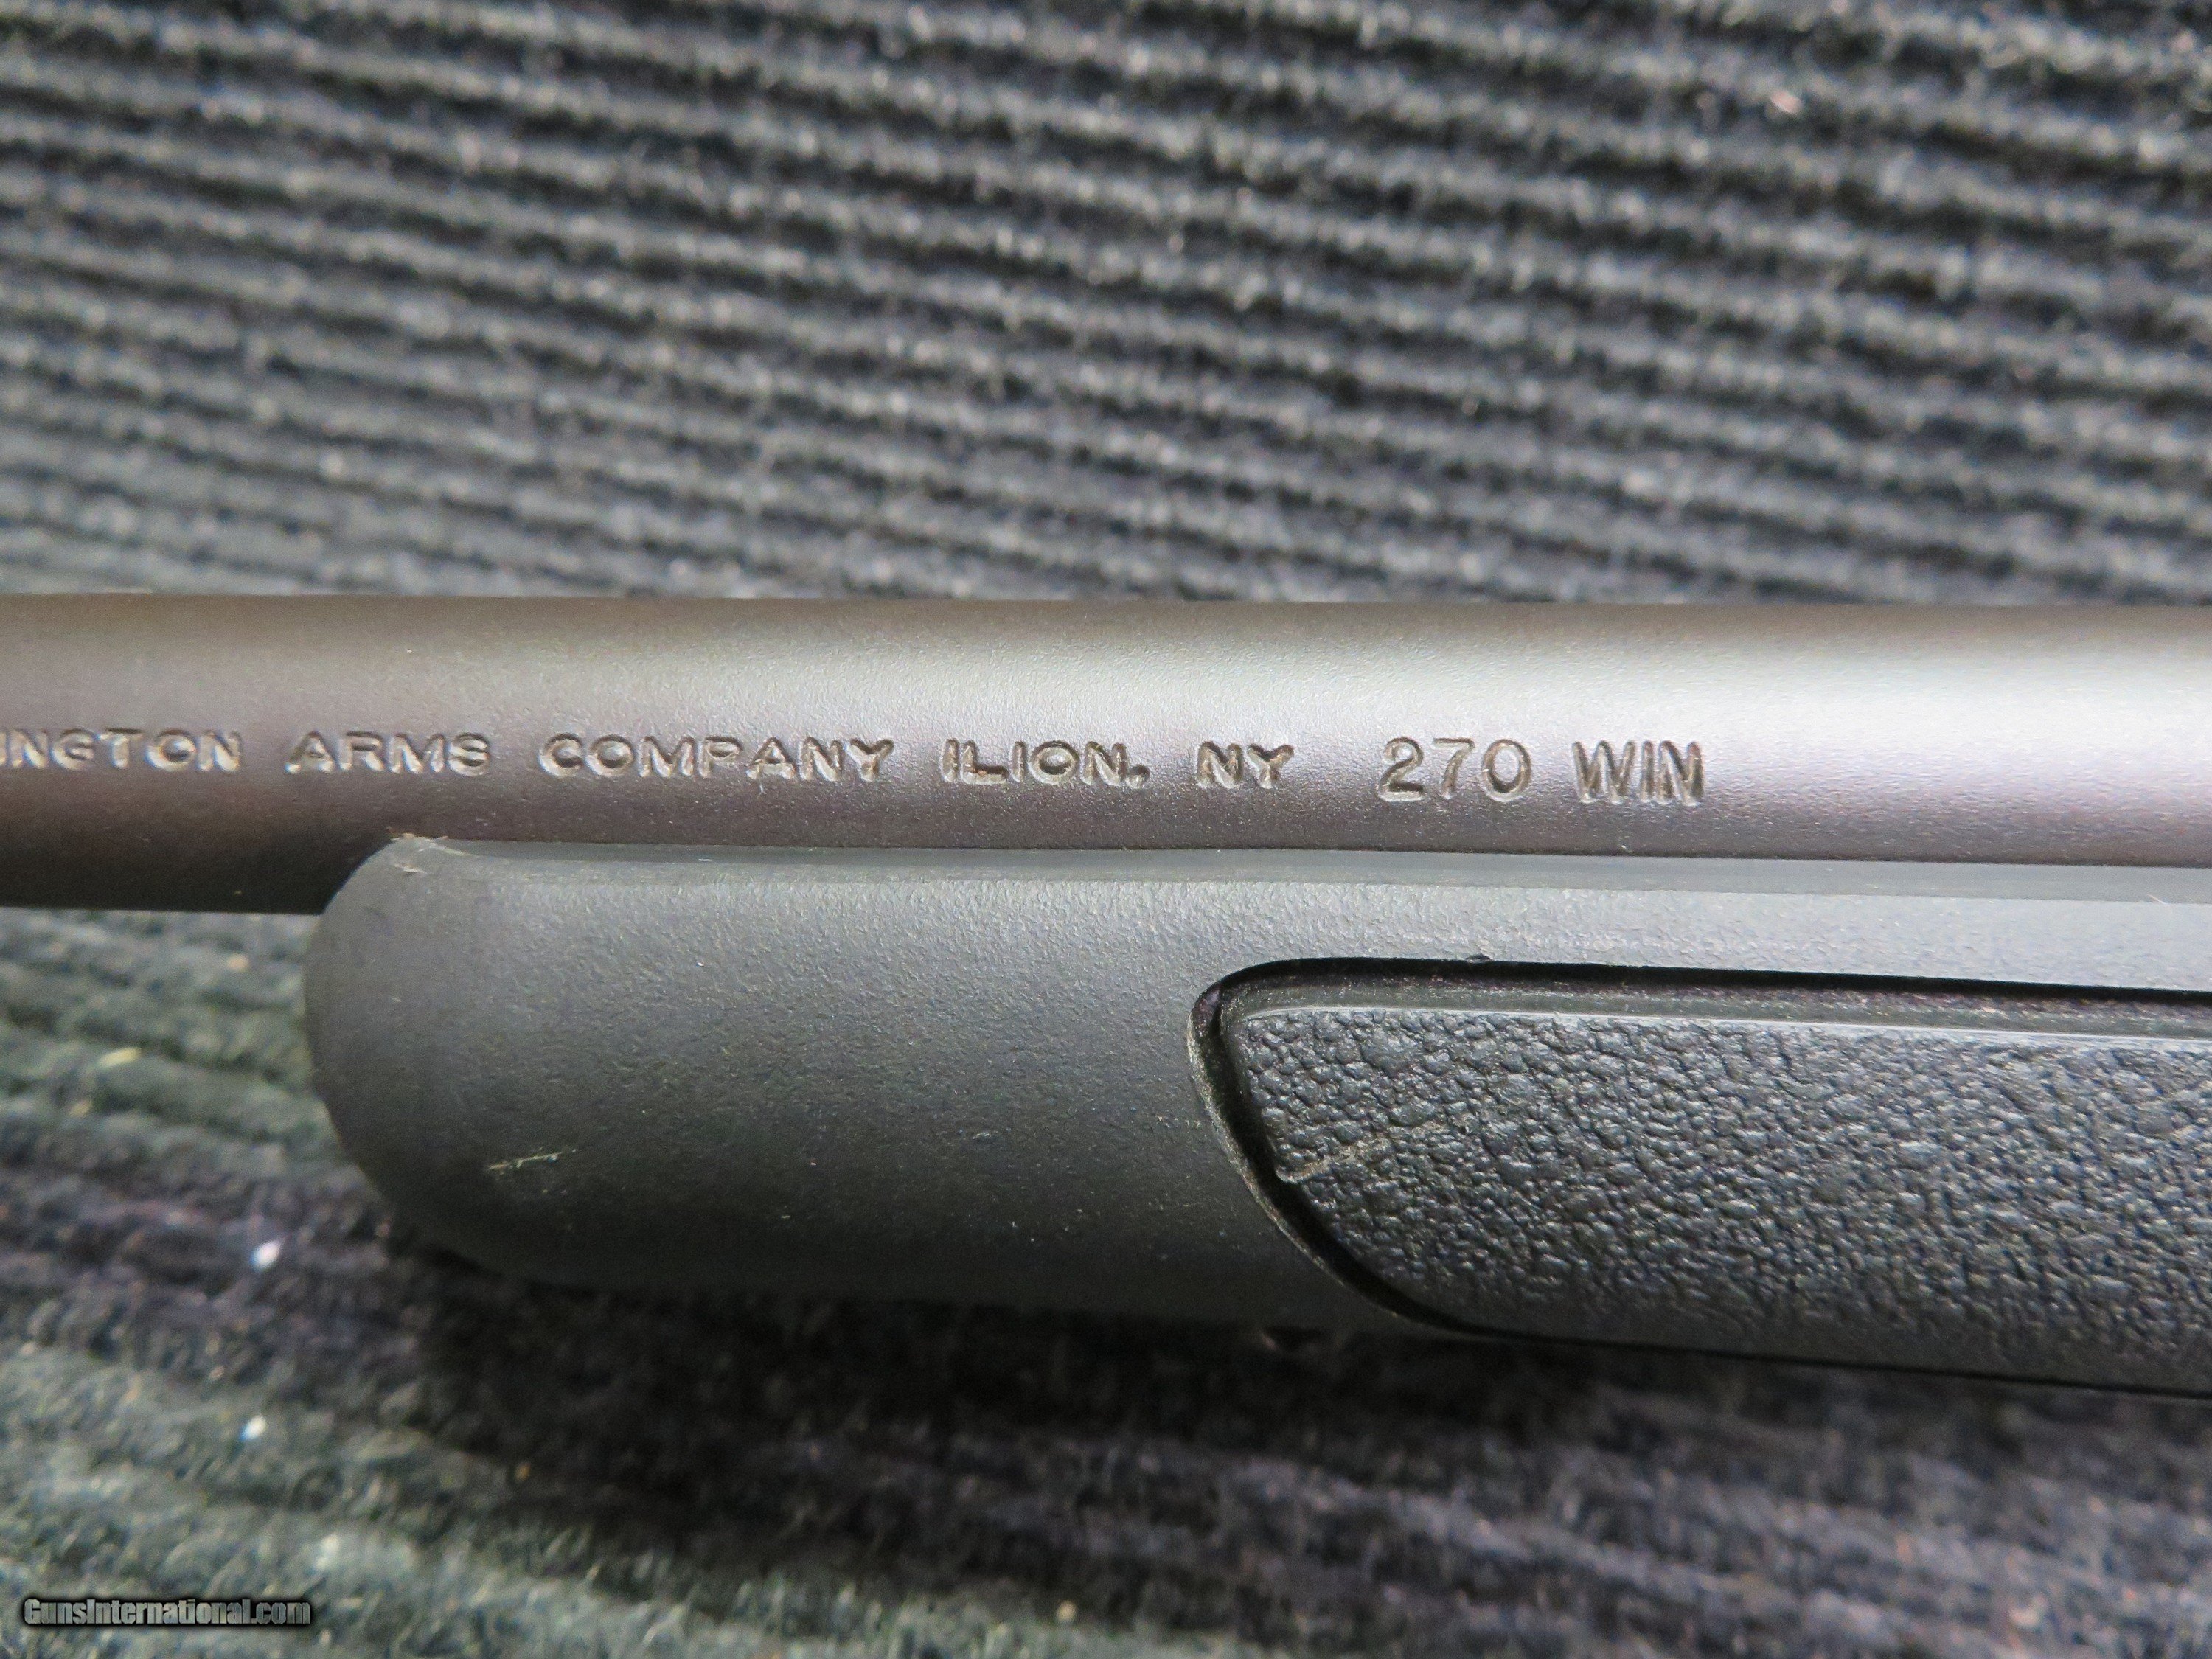 INGTON ARMS COMPANY ILION, NY 270 WIN
GunsInternational.com